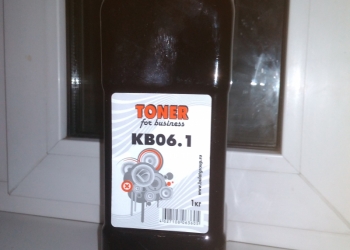 TONER
for business
KB06.1
1кг